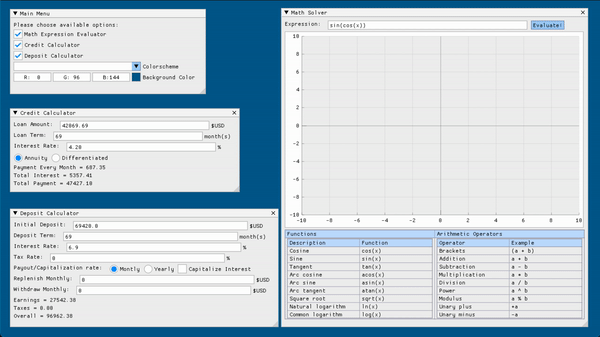 Main Menu
Please choose available options:
Math Expression Evaluator
Credit Calculator
Deposit Calculator
Colorscheme
R: 0 G: 96 B:144 Background Color
Credit Calculator
Loan Amount: 42069.69 $USD
Loan Term: 69 month(s)
Interest Rate: 4.20 %
Annuity Differentiated
Payment Every Month = 687.35
Total Interest = 5357.41
Total Payment = 47427.10
Deposit Calculator
Initial Deposit: 69420.0 $USD
Deposit Term: 69 month(s)
Interest Rate: 6.9 %
Tax Rate: 0 %
Payout/Capitalization rate: Montly Yearly Capitalize Interest
Replenish Monthly: 0 $USD
Withdraw Monthly: 0 $USD
Earnings = 27542.38
Taxes = 0.00
Overall = 96962.38
Math Solver
Expression: sin(cos(x)) Evaluate!
10
8
6
4
2
0
-2
-4
-6
-8
-10
-10 -8 -6 -4 -2 0 2 4 6 8 10
Functions
Description Function
Cosine cos(x)
Sine sin(x)
Tangent tan(x)
Arc cosine acos(x)
Arc sine asin(x)
Arc tangent atan(x)
Square root sqrt(x)
Natural logarithm ln(x)
Common logarithm log(x)
Arithmetic Operators
Operator Example
Brackets (a + b)
Addition a + b
Subtraction a - b
Multiplication a * b
Division a / b
Power a ^ b
Modulus a % b
Unary plus +a
Unary minus -a